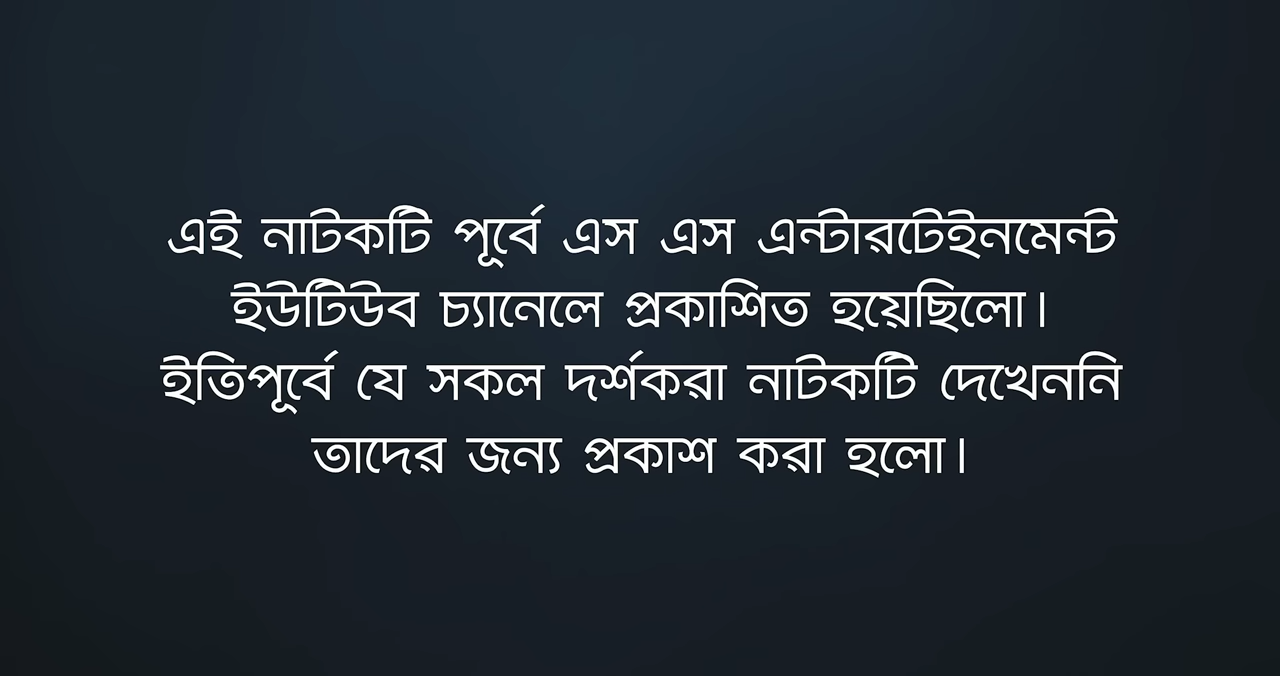 এই নাটকটি পূর্বে এস এস এন্টারটেইনমেন্ট
ইউটিউব চ্যানেলে প্রকাশিত হয়েছিলো।
ইতিপূর্বে যে সকল দর্শকরা নাটকটি দেখেননি
তাদের জন্য প্রকাশ করা হলো।